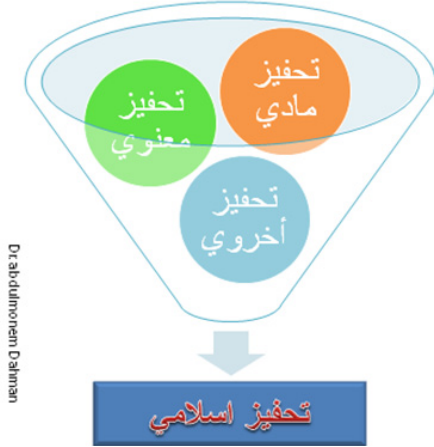 تحفيز
مادي
تحفيز
معنوي
تحفيز
أخروي
Dr.abdulmonem Dahman
تحفيز اسلامي